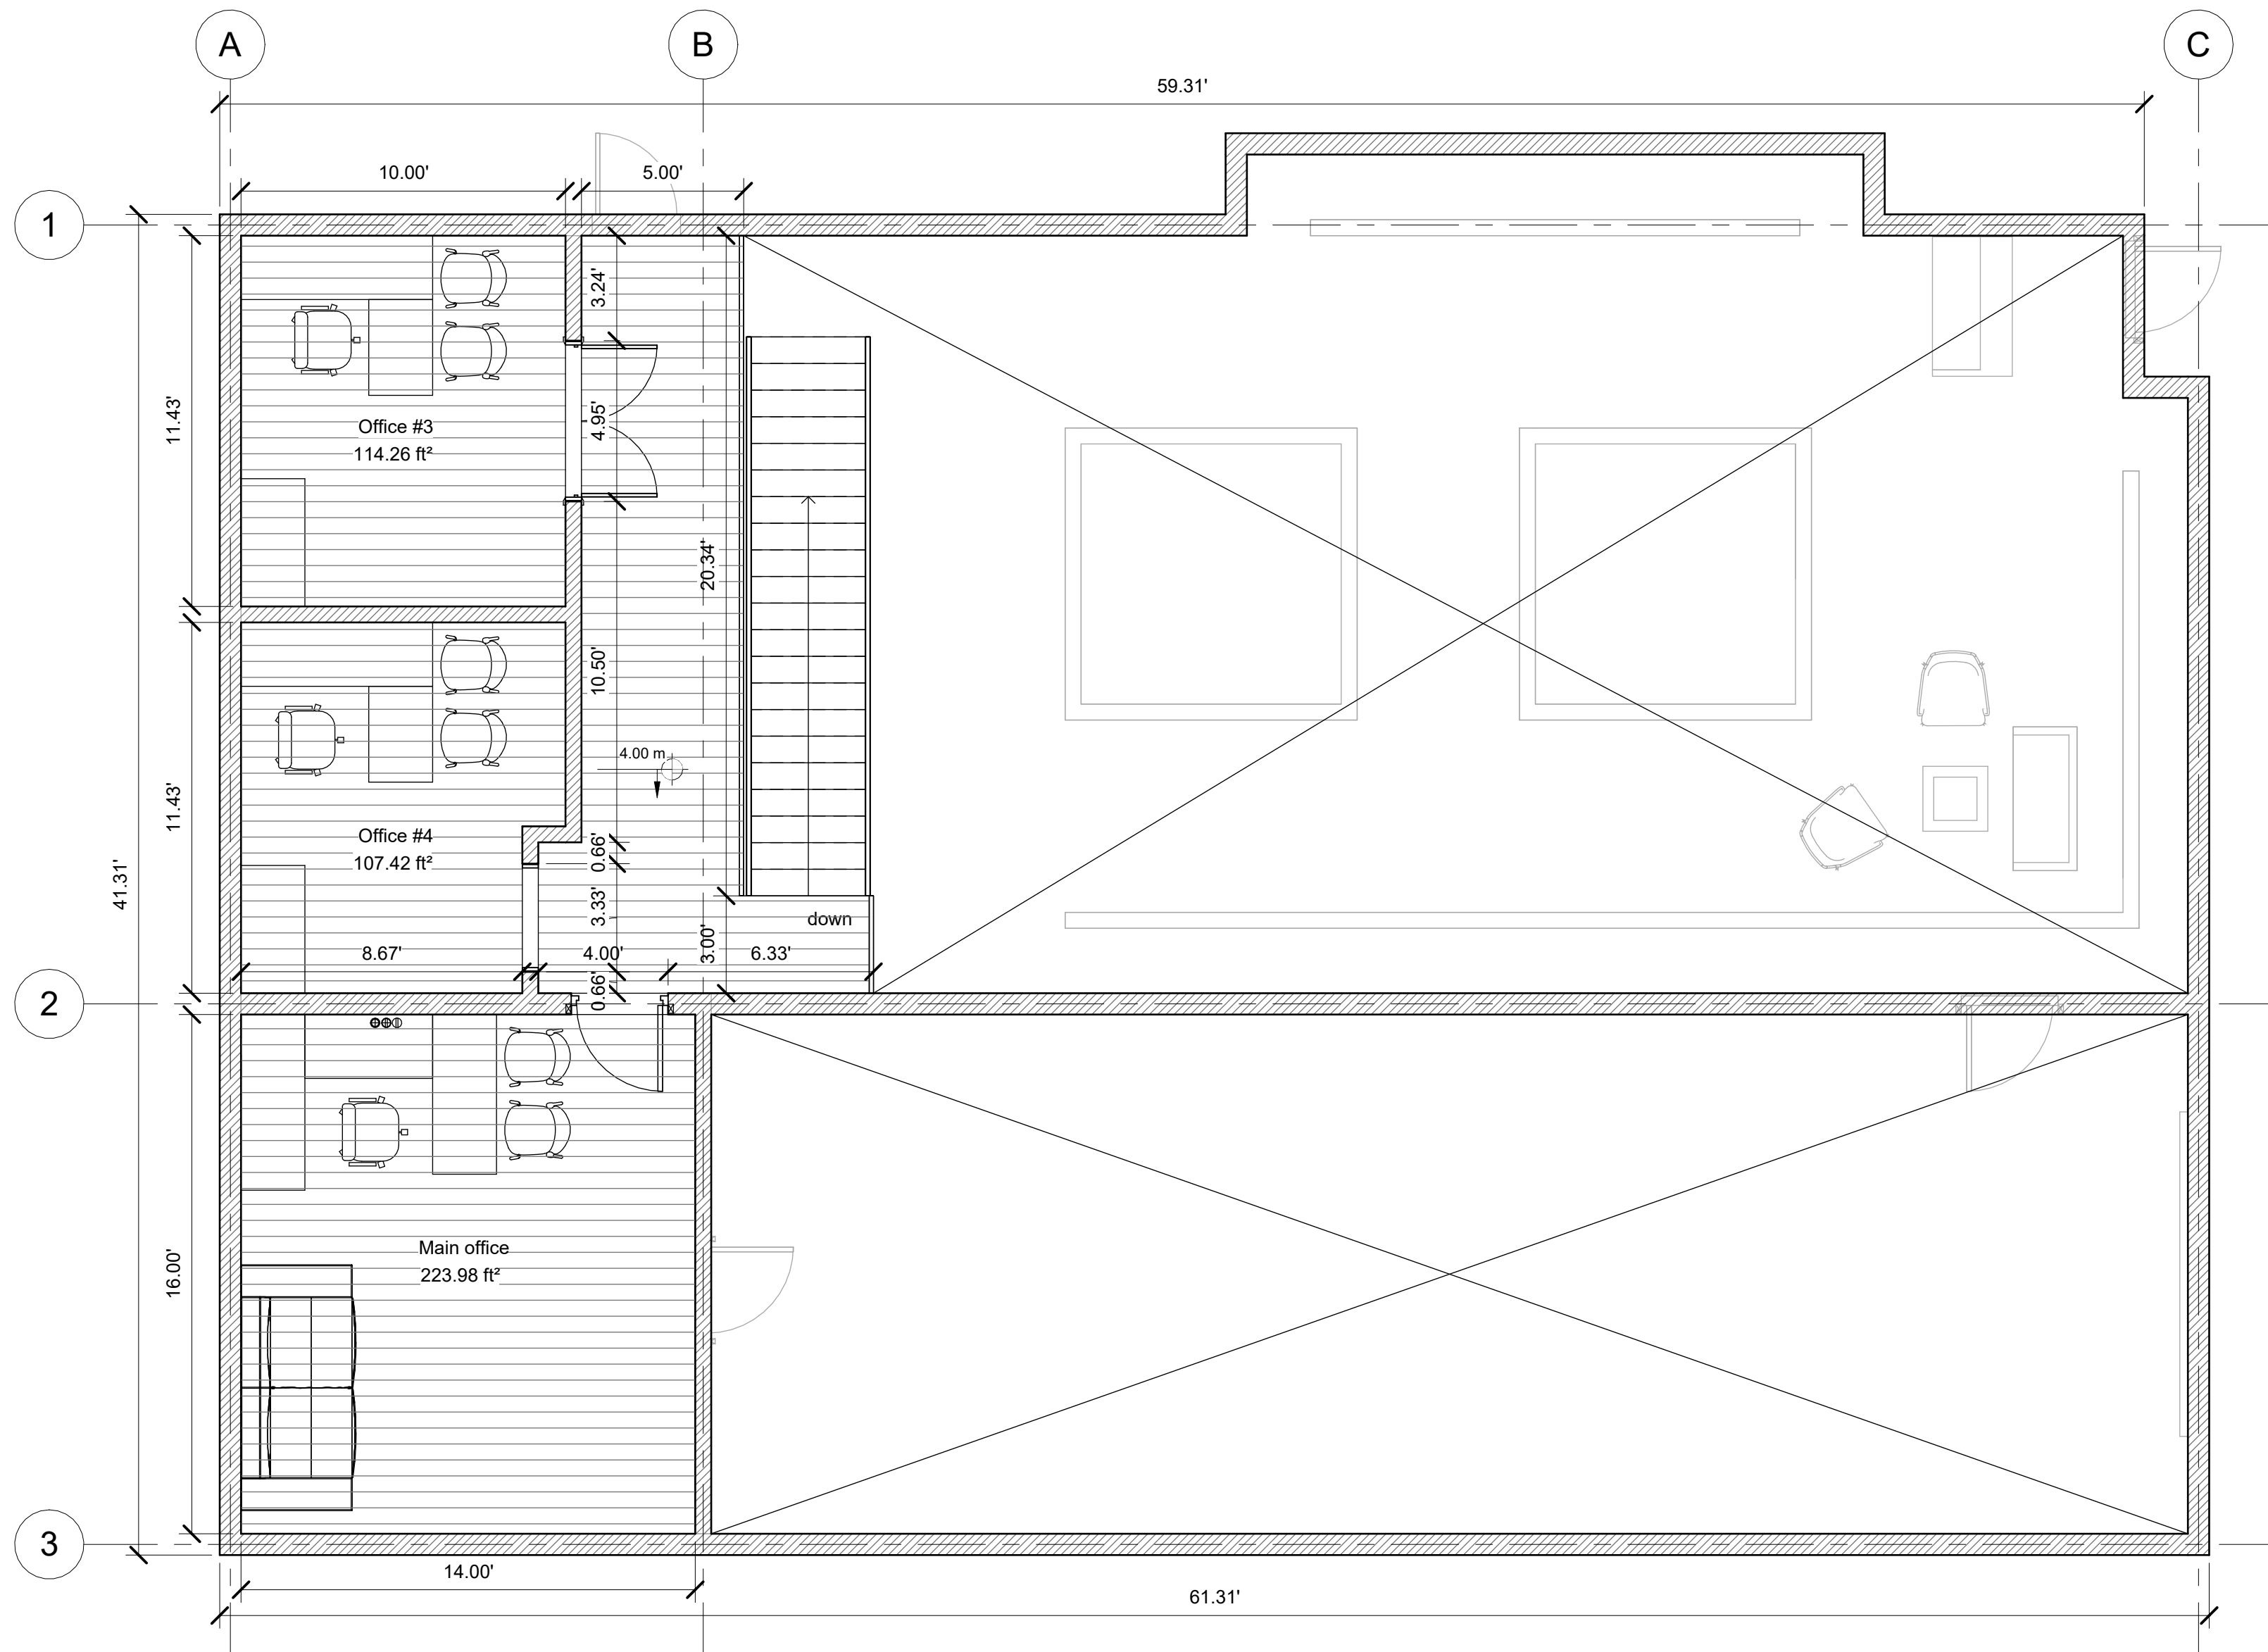 A
B
C
59.31'
10.00'
5.00'
1
3.24'
4.95'
11.43'
Office #3
114.26 ft²
20.34'
10.50'
4.00 m
11.43'
Office #4
107.42 ft²
0.66'
41.31'
3.33'
down
8.67'
4.00'
3.00'
6.33'
2
0.66'
Main office
223.98 ft²
16.00'
3
14.00'
61.31'